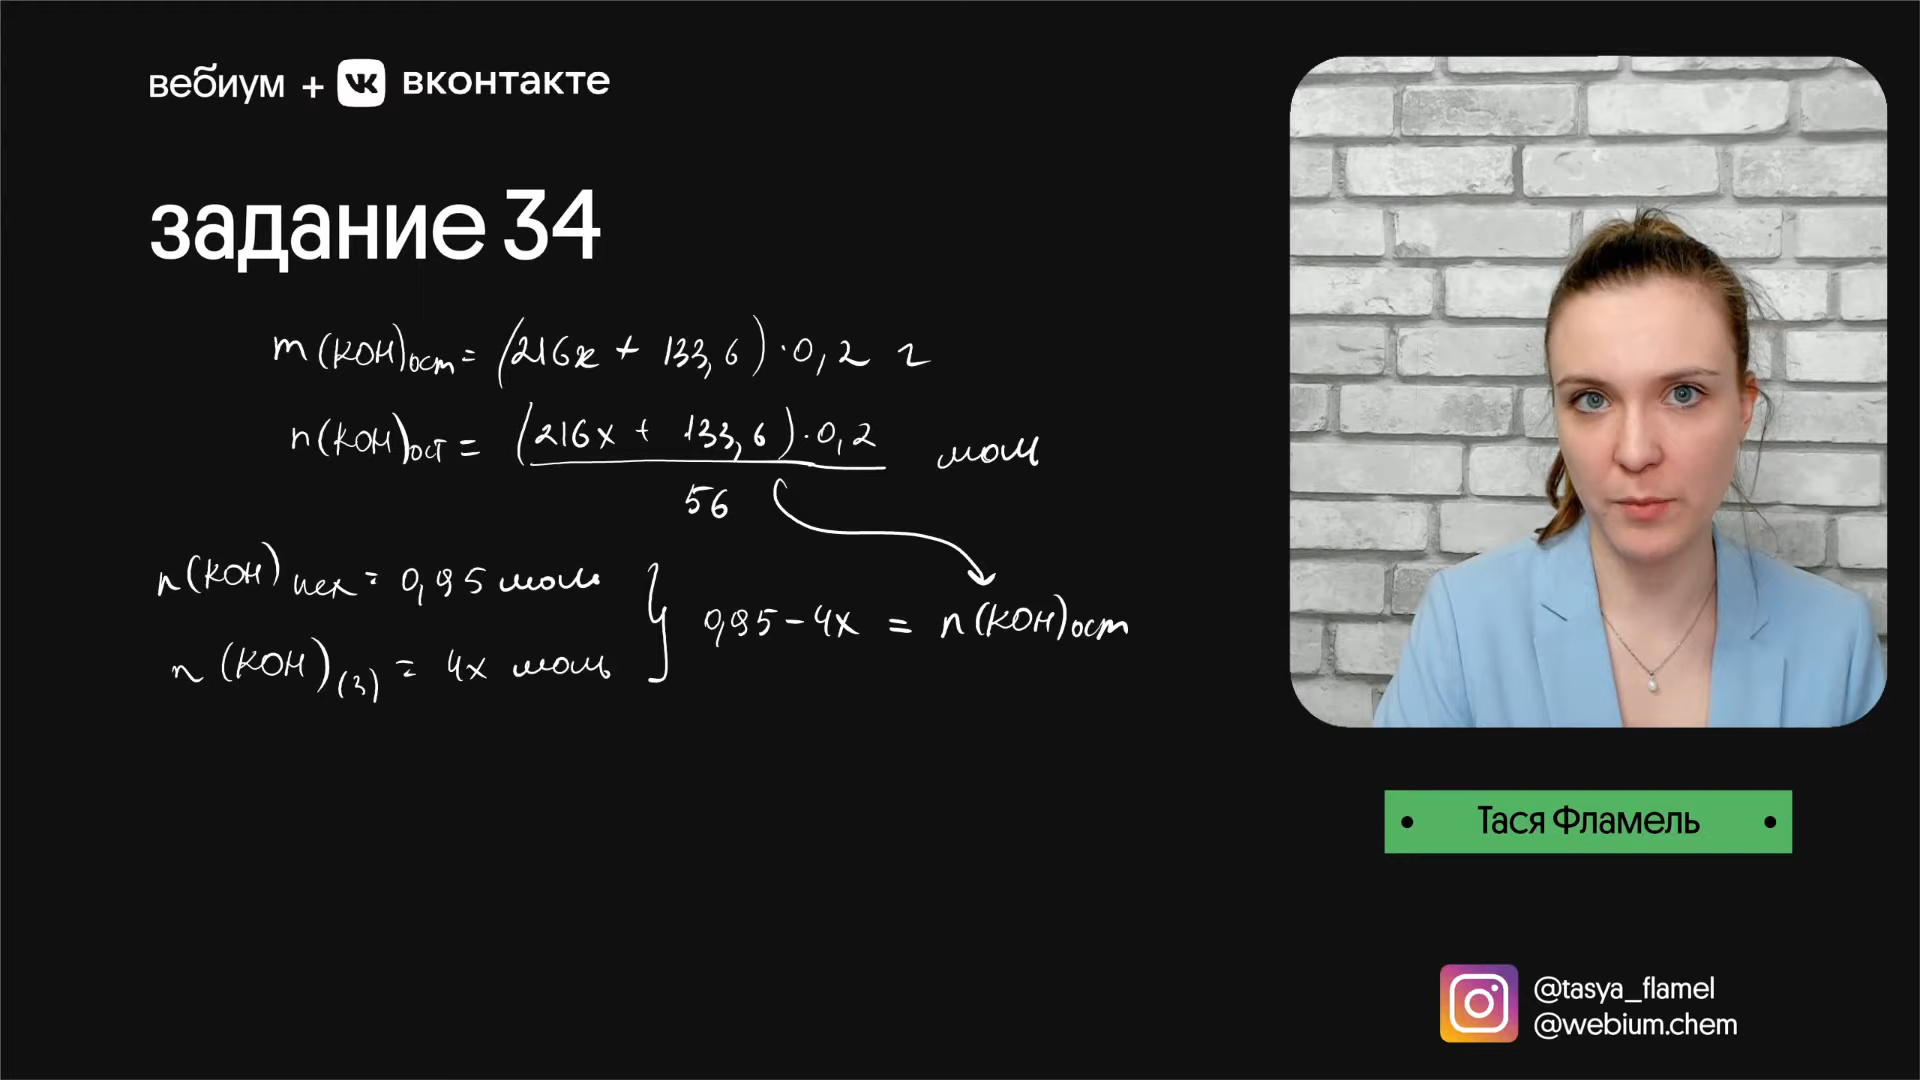 вебиум + вконтакте
задание 34
m(KOH)ост = (216x + 133,6)·0,2 г
n(KOH)ост = (216x + 133,6)·0,2 моль
56
n(KOH)исх = 0,95 моль
0,95 - 4x = n(KOH)ост
n(KOH)(3) = 4x моль
• Тася Фламель •
@tasya_flamel
@webium.chem